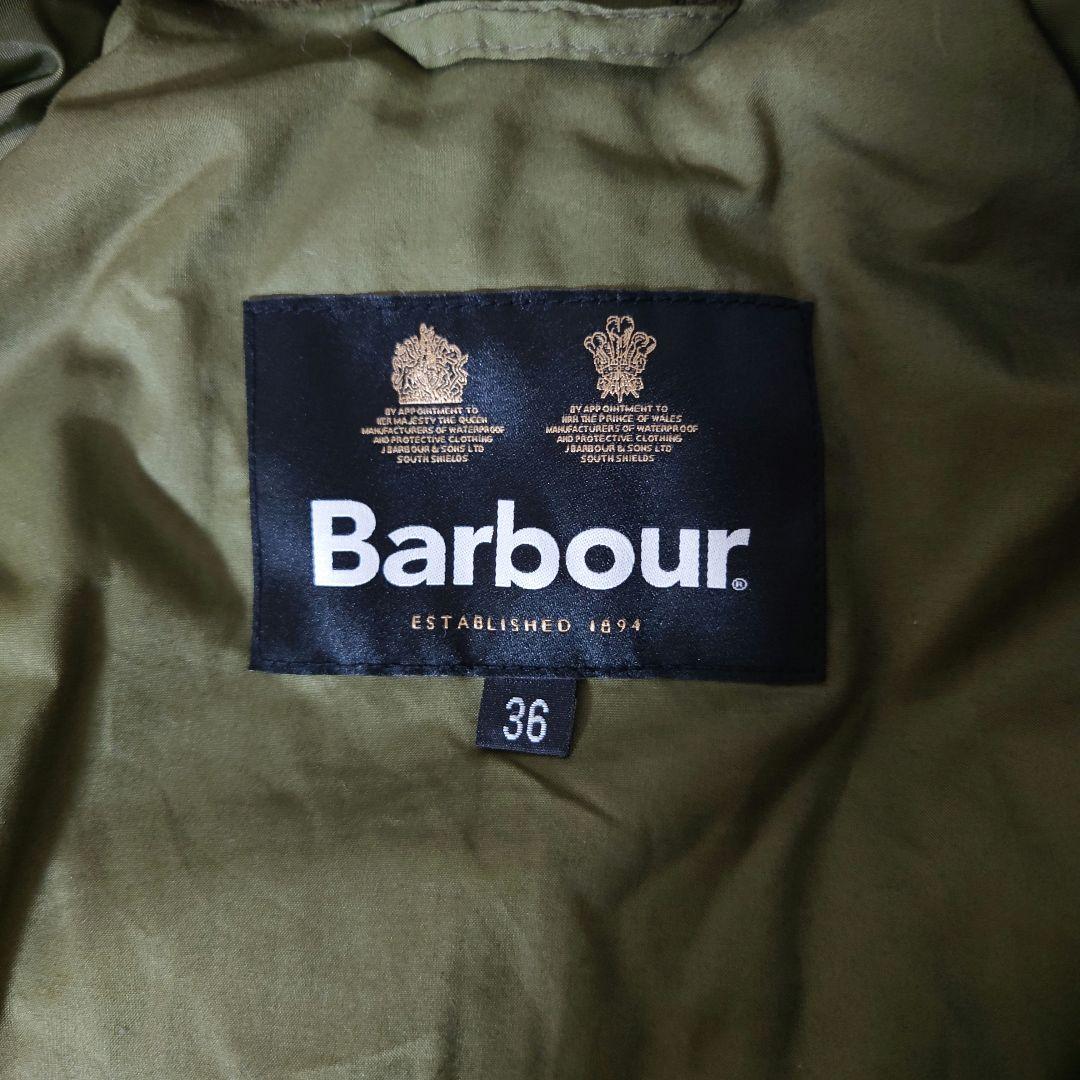 BY APPOINTMENT TO
HER MAJESTY THE QUEEN
MANUFACTURERS OF WATERPROOF
AND PROTECTIVE CLOTHING
J BARBOUR & SONS LTD
SOUTH SHIELDS
BY APPOINTMENT TO
HRH THE PRINCE OF WALES
MANUFACTURERS OF WATERPROOF
AND PROTECTIVE CLOTHING
J BARBOUR & SONS LTD
SOUTH SHIELDS
Barbour®
ESTABLISHED 1894
36